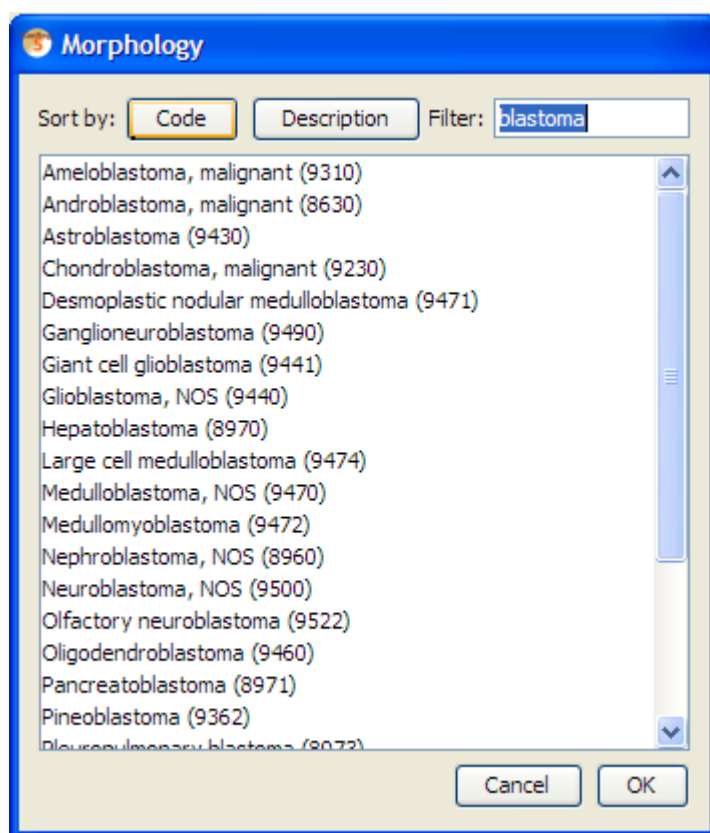 Morphology
Sort by: Code Description Filter: blastoma
Ameloblastoma, malignant (9310)
Androblastoma, malignant (8630)
Astroblastoma (9430)
Chondroblastoma, malignant (9230)
Desmoplastic nodular medulloblastoma (9471)
Ganglioneuroblastoma (9490)
Giant cell glioblastoma (9441)
Glioblastoma, NOS (9440)
Hepatoblastoma (8970)
Large cell medulloblastoma (9474)
Medulloblastoma, NOS (9470)
Medullomyoblastoma (9472)
Nephroblastoma, NOS (8960)
Neuroblastoma, NOS (9500)
Olfactory neuroblastoma (9522)
Oligodendroblastoma (9460)
Pancreatoblastoma (8971)
Pineoblastoma (9362)
Pleuropulmonary blastoma (8973)
Cancel OK